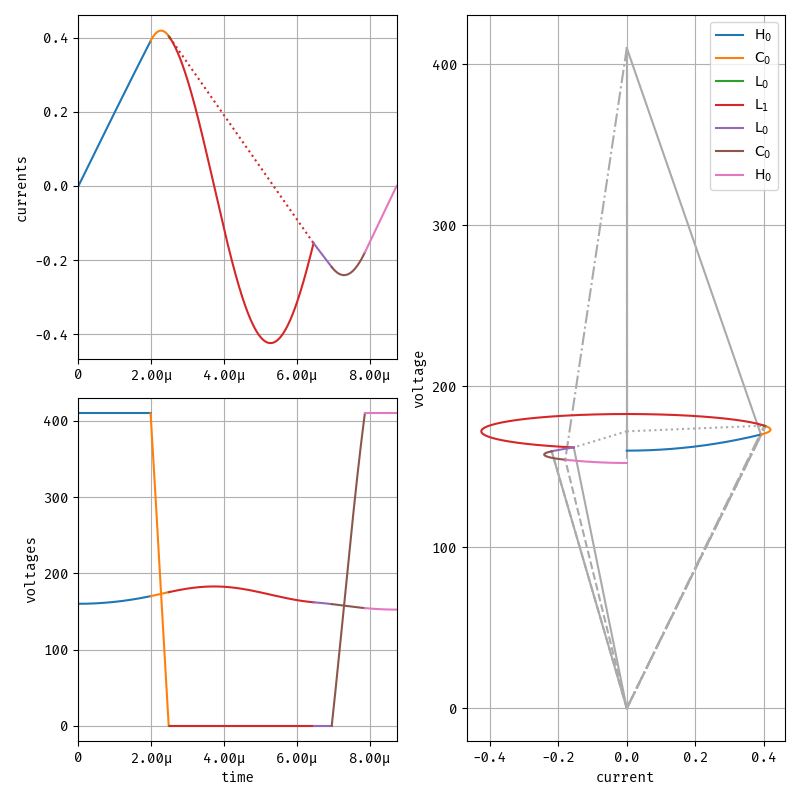 currents
0.4
0.2
0.0
-0.2
-0.4
0
2.00µ
4.00µ
6.00µ
8.00µ
voltages
400
300
200
100
0
0
2.00µ
4.00µ
6.00µ
8.00µ
time
voltage
400
300
200
100
0
-0.4
-0.2
0.0
0.2
0.4
current
H₀
C₀
L₀
L₁
L₀
C₀
H₀